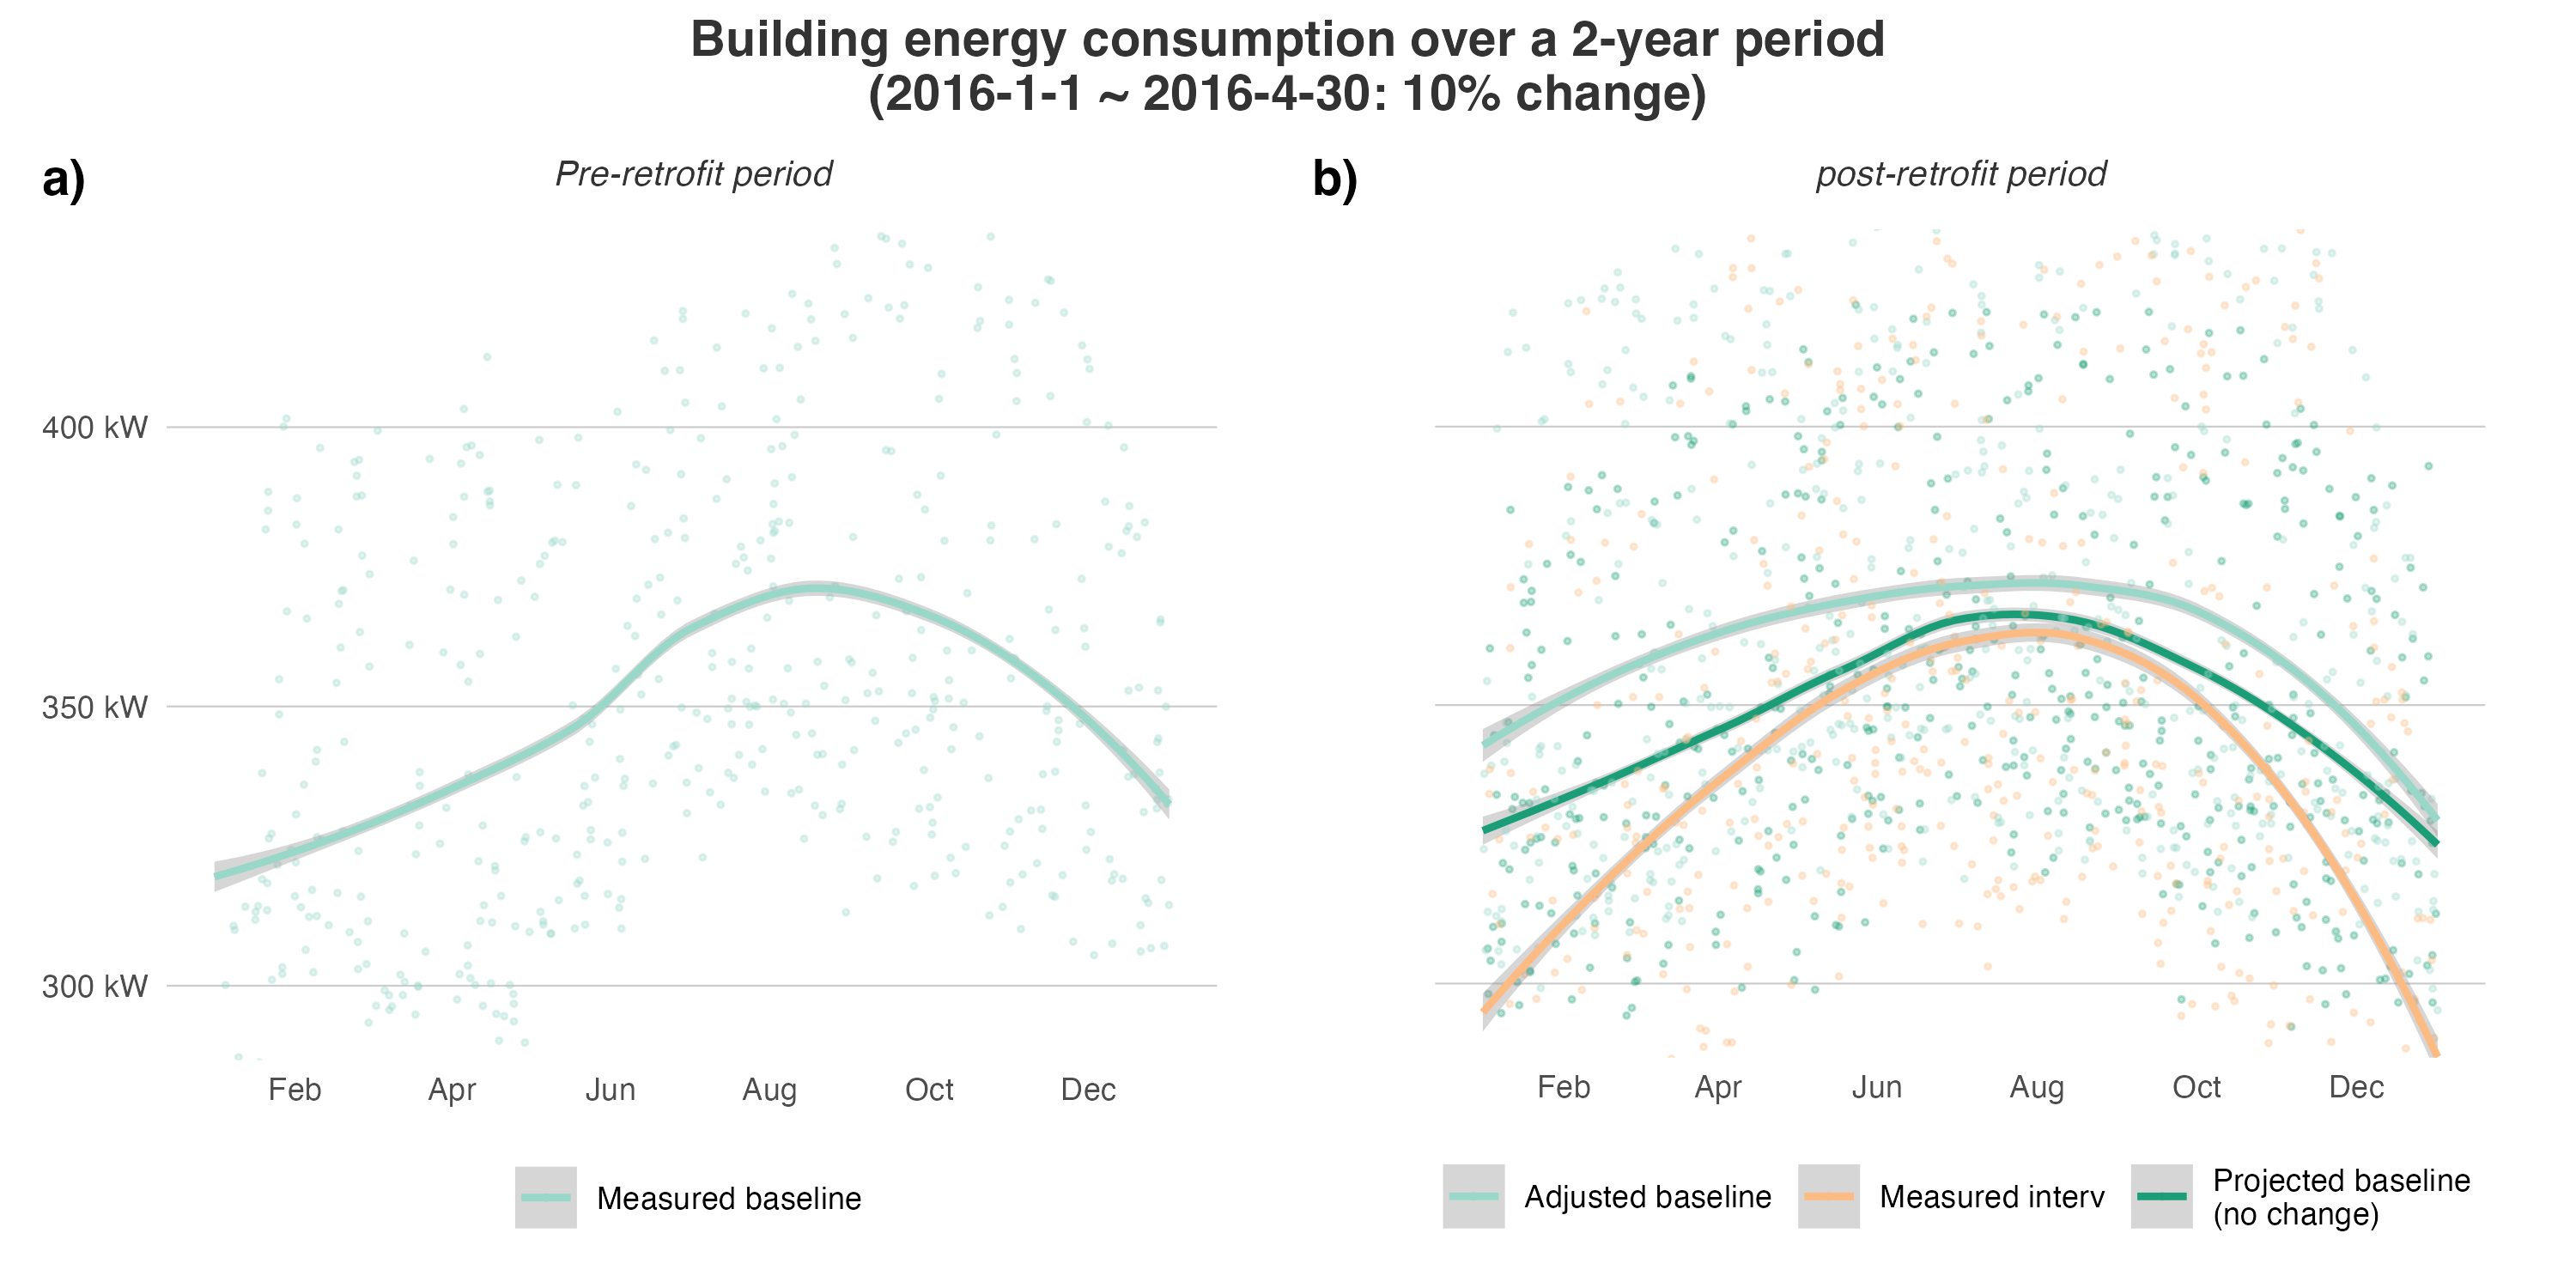 Building energy consumption over a 2-year period
(2016-1-1 ~ 2016-4-30: 10% change)
a)
Pre-retrofit period
400 kW
350 kW
300 kW
Feb Apr Jun Aug Oct Dec
Measured baseline
b)
post-retrofit period
Feb Apr Jun Aug Oct Dec
Adjusted baseline
Measured interv
Projected baseline
(no change)